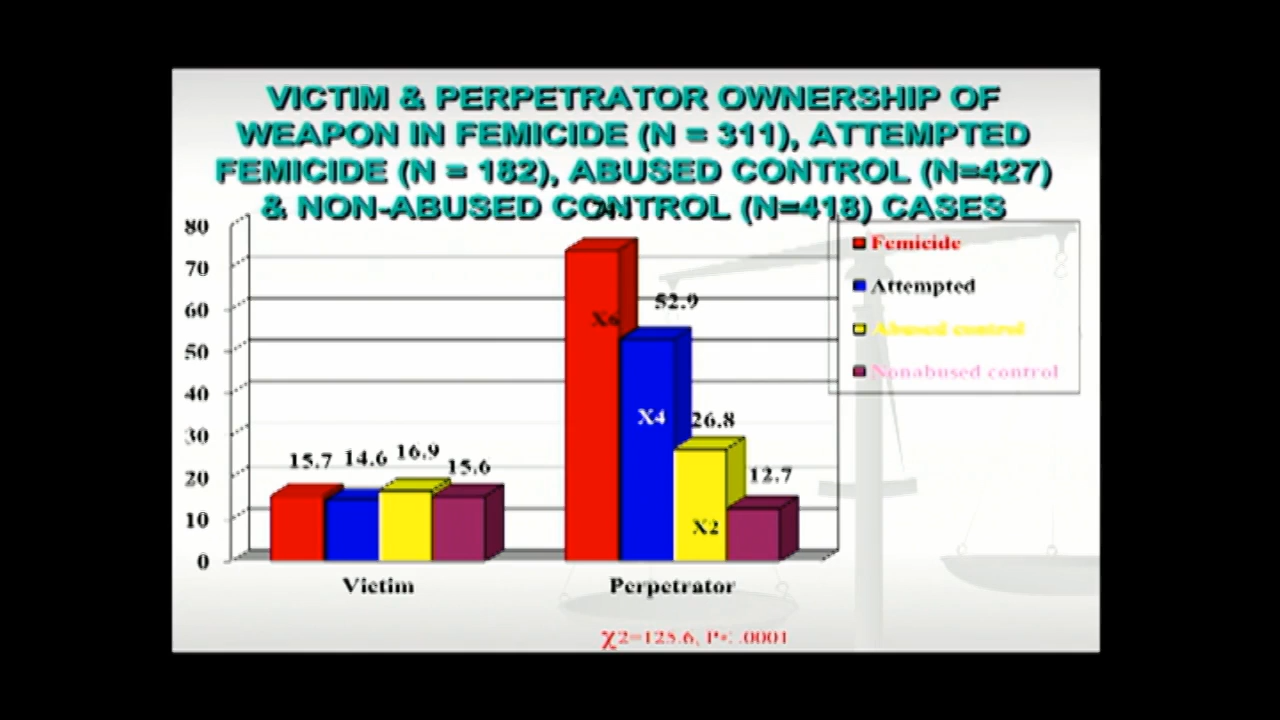 VICTIM & PERPETRATOR OWNERSHIP OF
WEAPON IN FEMICIDE (N = 311), ATTEMPTED
FEMICIDE (N = 182), ABUSED CONTROL (N=427)
& NON-ABUSED CONTROL (N=418) CASES
80
70
60
50
40
30
20
10
0
15.7
14.6
16.9
15.6
52.9
26.8
12.7
X6
X4
X2
Victim
Perpetrator
Femicide
Attempted
Abused control
Nonabused control
χ2=125.6, P< .0001